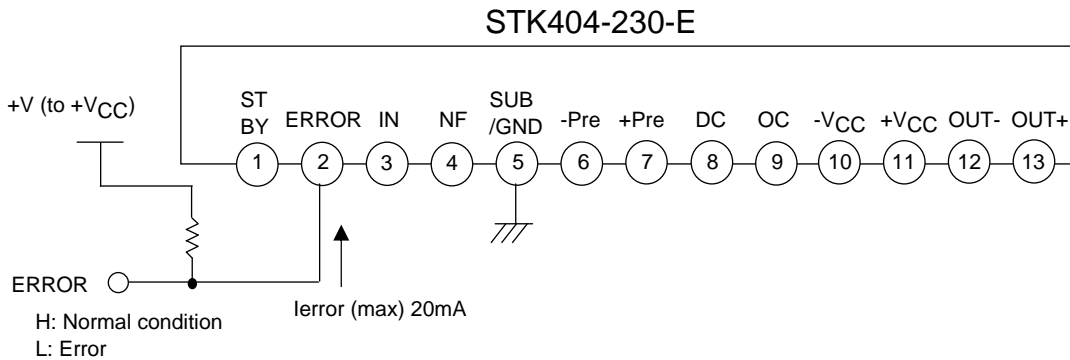 STK404-230-E
+V (to +VCC)
ST
BY
ERROR
IN
NF
SUB
/GND
-Pre
+Pre
DC
OC
-VCC
+VCC
OUT-
OUT+
1 2 3 4 5 6 7 8 9 10 11 12 13
ERROR
Ierror (max) 20mA
H: Normal condition
L: Error